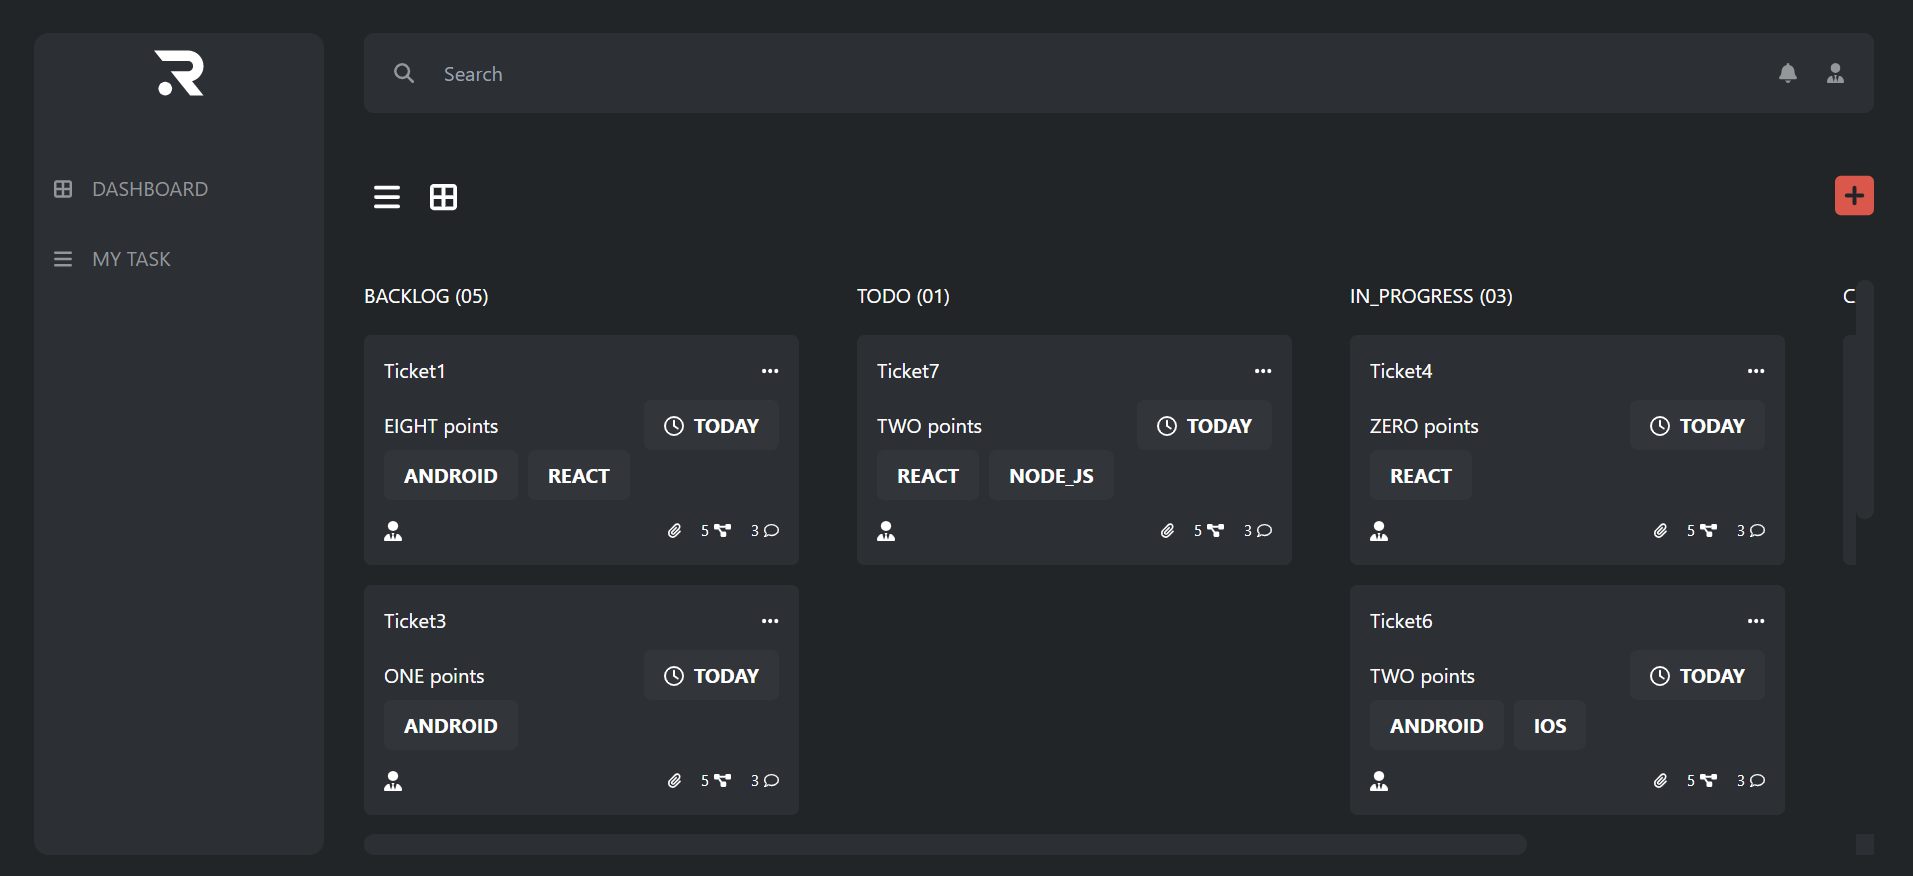 Search
DASHBOARD
MY TASK
BACKLOG (05)
Ticket1
EIGHT points
TODAY
ANDROID
REACT
5
3
Ticket3
ONE points
TODAY
ANDROID
5
3
TODO (01)
Ticket7
TWO points
TODAY
REACT
NODE_JS
5
3
IN_PROGRESS (03)
Ticket4
ZERO points
TODAY
REACT
5
3
Ticket6
TWO points
TODAY
ANDROID
IOS
5
3
C